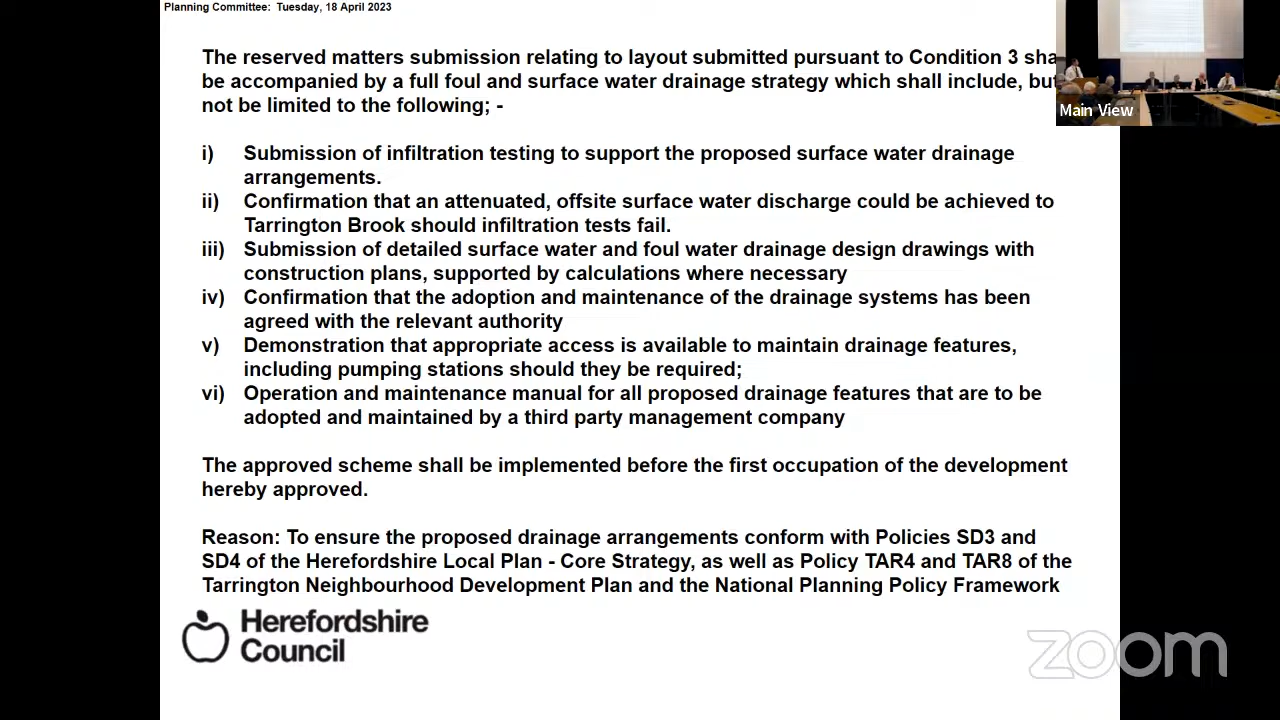 Planning Committee: Tuesday, 18 April 2023
The reserved matters submission relating to layout submitted pursuant to Condition 3 sha
be accompanied by a full foul and surface water drainage strategy which shall include, but
not be limited to the following; -
Main View
i) Submission of infiltration testing to support the proposed surface water drainage
arrangements.
ii) Confirmation that an attenuated, offsite surface water discharge could be achieved to
Tarrington Brook should infiltration tests fail.
iii) Submission of detailed surface water and foul water drainage design drawings with
construction plans, supported by calculations where necessary
iv) Confirmation that the adoption and maintenance of the drainage systems has been
agreed with the relevant authority
v) Demonstration that appropriate access is available to maintain drainage features,
including pumping stations should they be required;
vi) Operation and maintenance manual for all proposed drainage features that are to be
adopted and maintained by a third party management company
The approved scheme shall be implemented before the first occupation of the development
hereby approved.
Reason: To ensure the proposed drainage arrangements conform with Policies SD3 and
SD4 of the Herefordshire Local Plan - Core Strategy, as well as Policy TAR4 and TAR8 of the
Tarrington Neighbourhood Development Plan and the National Planning Policy Framework
Herefordshire
Council
zoom